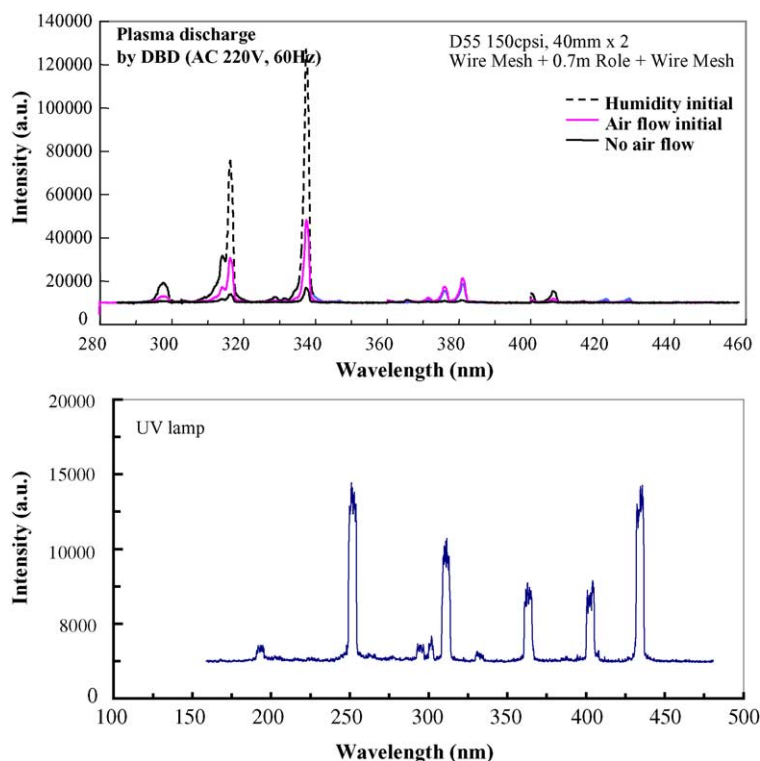 140000
Plasma discharge
by DBD (AC 220V, 60Hz)
D55 150cpsi, 40mm x 2
Wire Mesh + 0.7m Role + Wire Mesh
120000
100000
Humidity initial
Air flow initial
No air flow
80000
60000
40000
20000
0
Intensity (a.u.)
280 300 320 340 360 380 400 420 440 460
Wavelength (nm)
20000
UV lamp
15000
10000
8000
0
Intensity (a.u.)
100 150 200 250 300 350 400 450 500
Wavelength (nm)